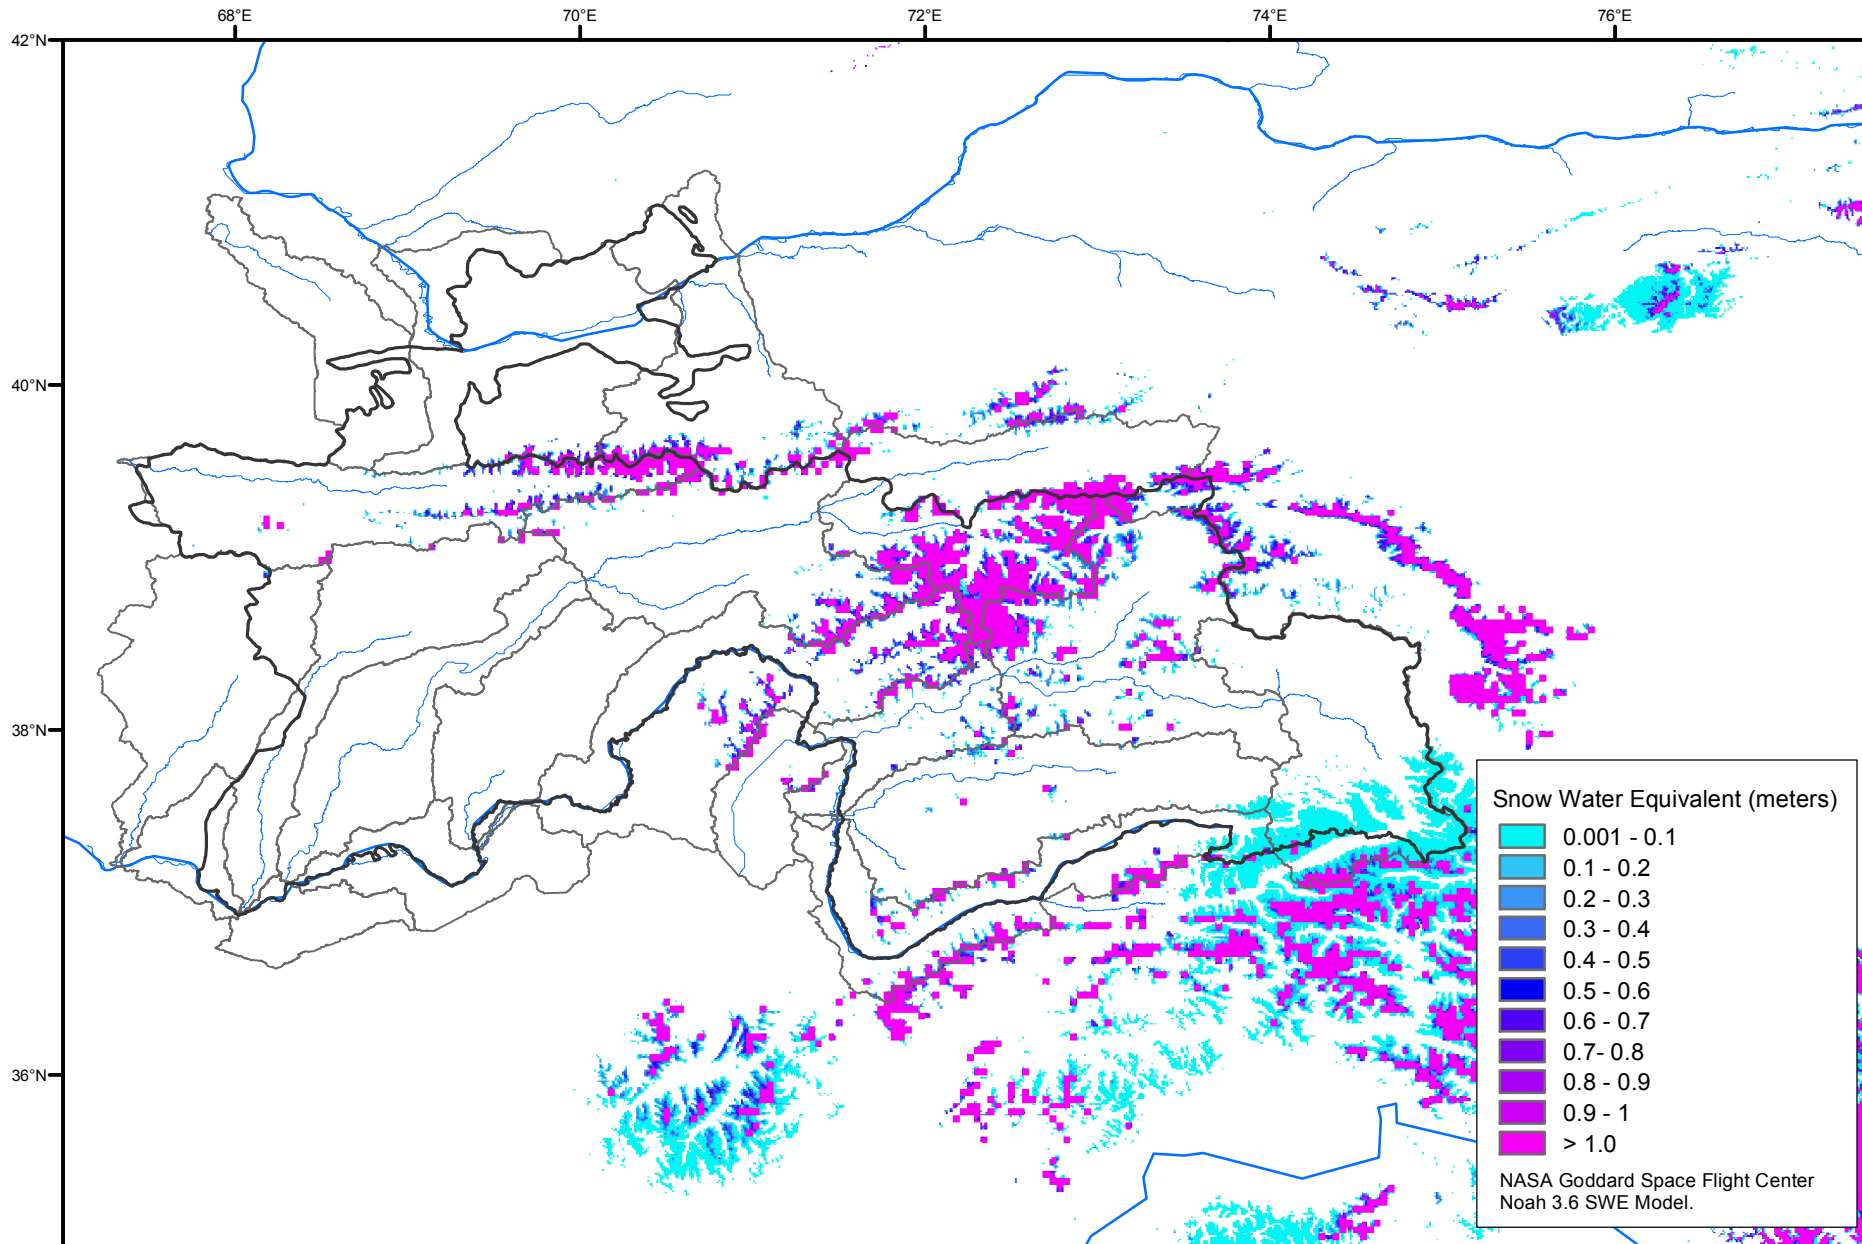 68°E
70°E
72°E
74°E
76°E
42°N
40°N
38°N
36°N
Snow Water Equivalent (meters)
0.001 - 0.1
0.1 - 0.2
0.2 - 0.3
0.3 - 0.4
0.4 - 0.5
0.5 - 0.6
0.6 - 0.7
0.7- 0.8
0.8 - 0.9
0.9 - 1
> 1.0
NASA Goddard Space Flight Center
Noah 3.6 SWE Model.